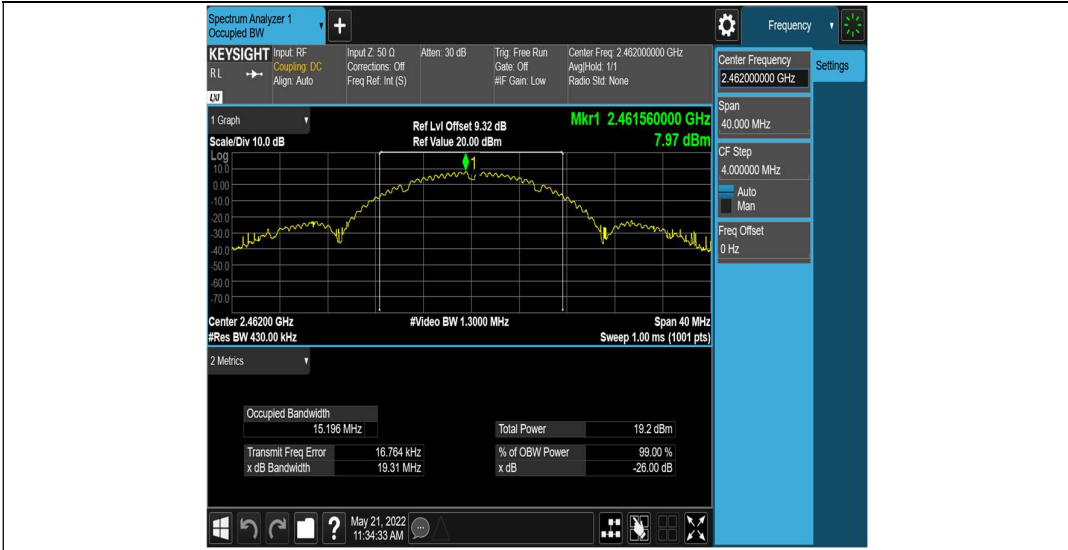 Spectrum Analyzer 1
Occupied BW
Frequency
KEYSIGHT
RL
LXI
Input: RF
Coupling: DC
Align: Auto
Input Z: 50 Ω
Corrections: Off
Freq Ref: Int (S)
Atten: 30 dB
Trig: Free Run
Gate: Off
#IF Gain: Low
Center Freq: 2.462000000 GHz
Avg|Hold: 1/1
Radio Std: None
Center Frequency
2.462000000 GHz
Settings
Span
40.000 MHz
CF Step
4.000000 MHz
Auto
Man
Freq Offset
0 Hz
1 Graph
Scale/Div 10.0 dB
Ref Lvl Offset 9.32 dB
Ref Value 20.00 dBm
Mkr1 2.461560000 GHz
7.97 dBm
Log
10.0
0.00
-10.0
-20.0
-30.0
-40.0
-50.0
-60.0
-70.0
1
Center 2.46200 GHz
#Res BW 430.00 kHz
#Video BW 1.3000 MHz
Span 40 MHz
Sweep 1.00 ms (1001 pts)
2 Metrics
Occupied Bandwidth
15.196 MHz
Transmit Freq Error 16.764 kHz
x dB Bandwidth 19.31 MHz
Total Power 19.2 dBm
% of OBW Power 99.00 %
x dB -26.00 dB
May 21, 2022
11:34:33 AM